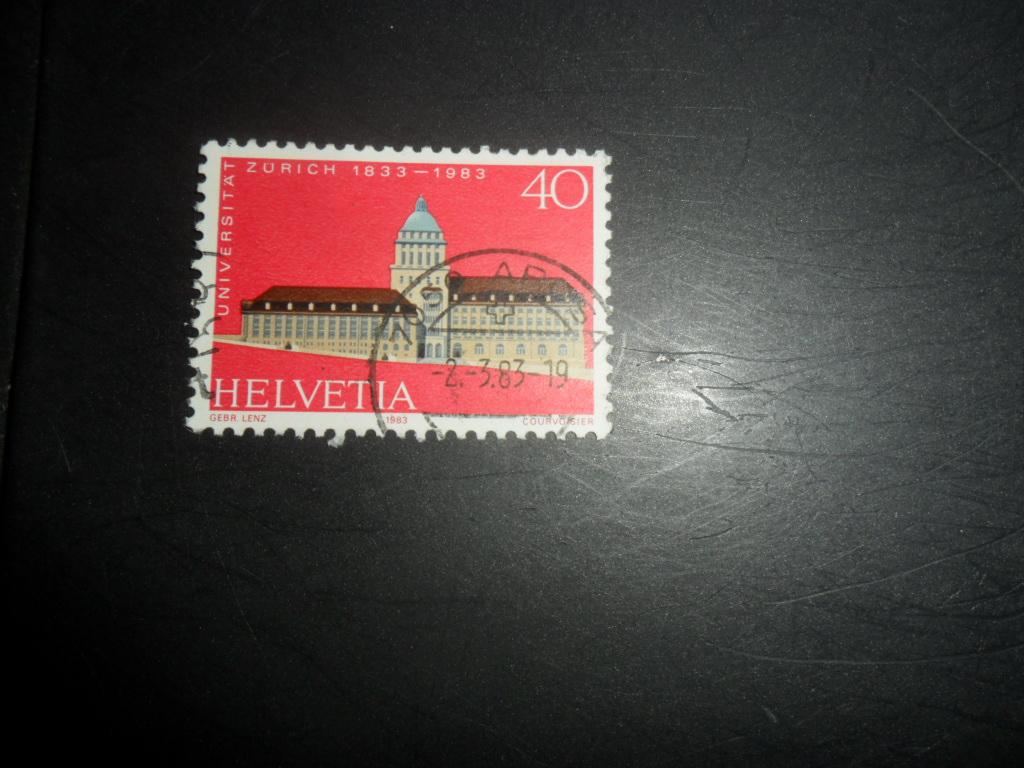 UNIVERSITÄT
ZÜRICH 1833–1983
40
-2.-3.83-19
HELVETIA
GEBR. LENZ 1983 COURVOISIER